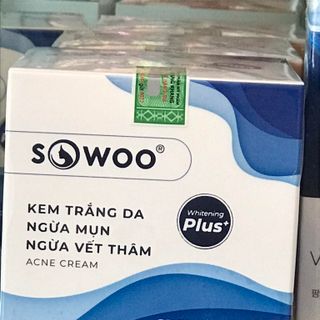 SOWOO®
KEM TRẮNG DA
NGỪA MỤN
NGỪA VẾT THÂM
ACNE CREAM
Whitening
Plus+